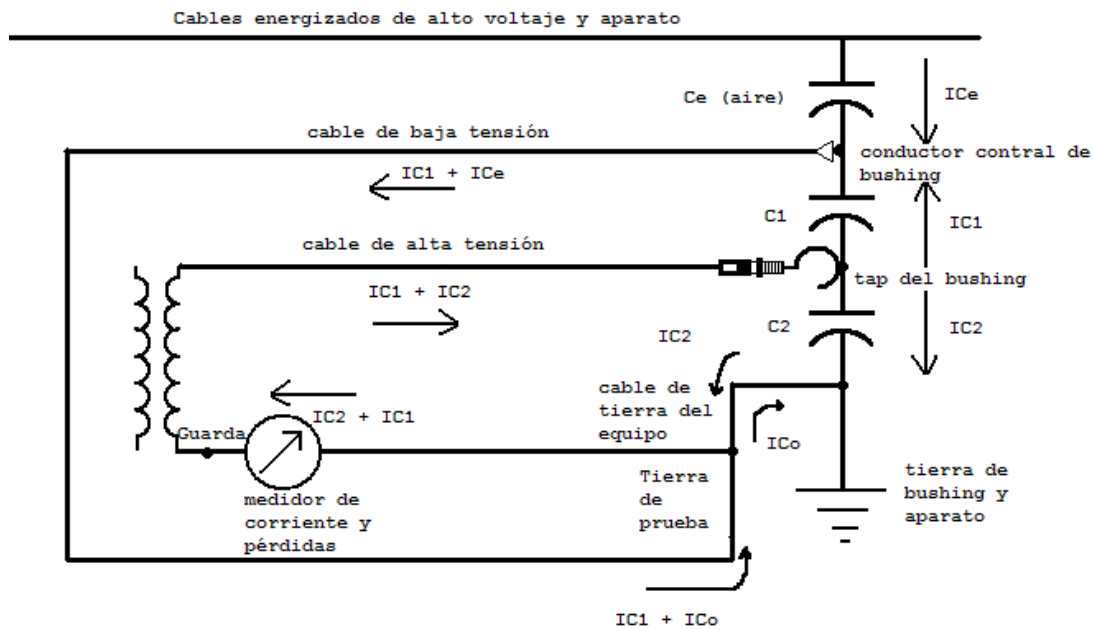 Cables energizados de alto voltaje y aparato
Ce (aire)
ICe
cable de baja tensión
conductor contral de
bushing
IC1 + ICe
C1
IC1
cable de alta tensión
tap del bushing
IC1 + IC2
C2
IC2
IC2
cable de
tierra del
equipo
IC2 + IC1
Guarda
ICo
Tierra
de
prueba
tierra de
bushing y
aparato
medidor de
corriente y
pérdidas
IC1 + ICo